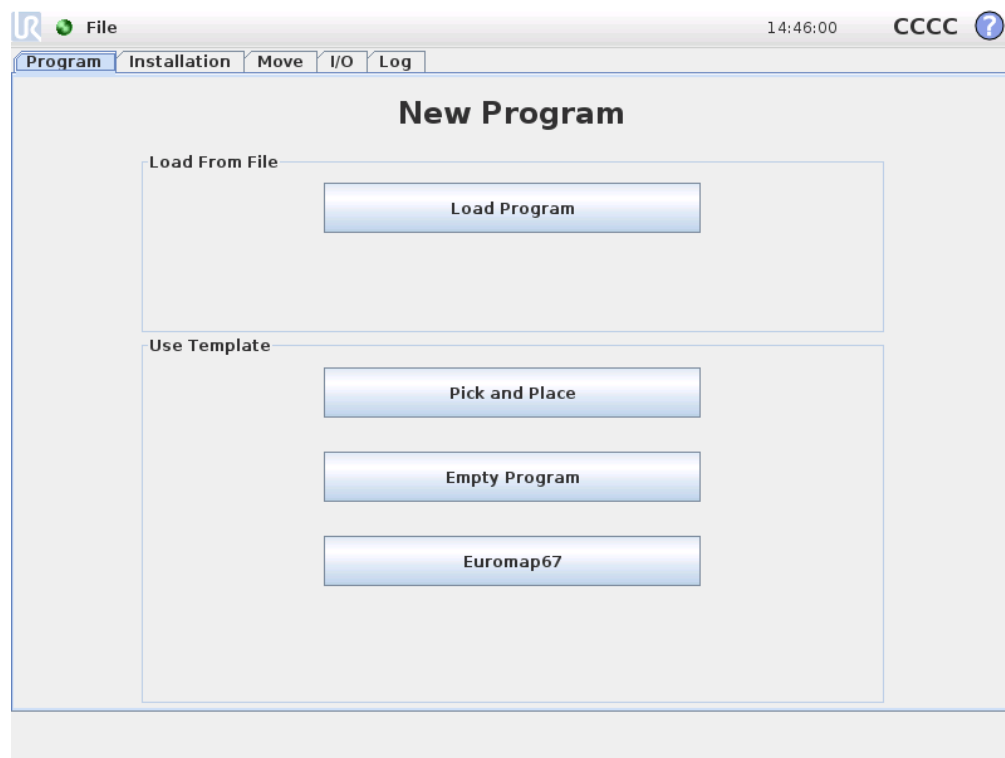 UR File 14:46:00 CCCC ?
Program Installation Move I/O Log
New Program
Load From File
Load Program
Use Template
Pick and Place
Empty Program
Euromap67